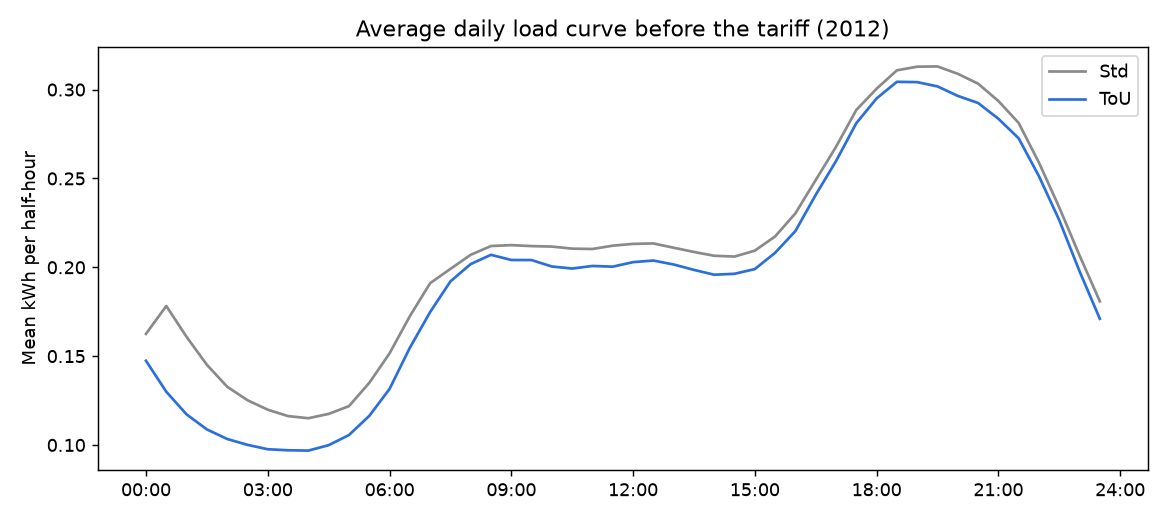 Average daily load curve before the tariff (2012)
Mean kWh per half-hour
0.30
0.25
0.20
0.15
0.10
Std
ToU
00:00 03:00 06:00 09:00 12:00 15:00 18:00 21:00 24:00